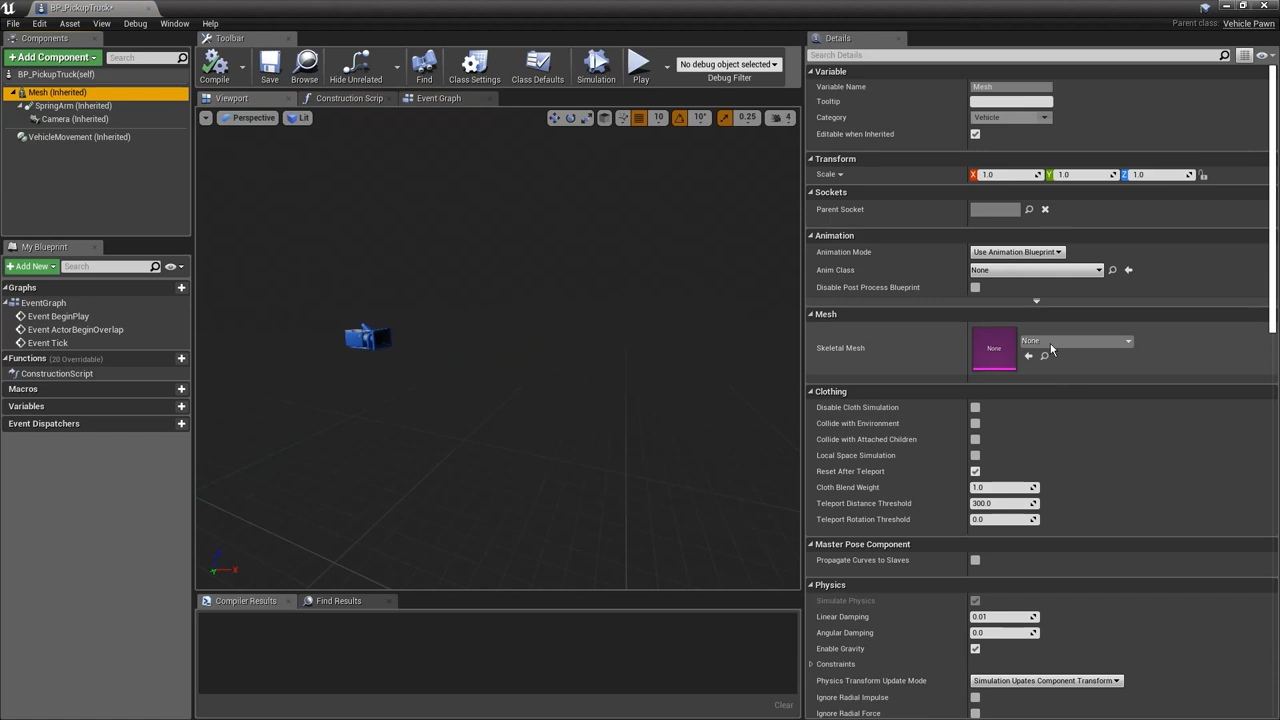 BP_PickupTruck*
File Edit Asset View Debug Window Help
Parent class: Vehicle Pawn
Components
Add Component
Search
BP_PickupTruck(self)
Mesh (Inherited)
SpringArm (Inherited)
Camera (Inherited)
VehicleMovement (Inherited)
My Blueprint
Add New
Search
Graphs
EventGraph
Event BeginPlay
Event ActorBeginOverlap
Event Tick
Functions (20 Overridable)
ConstructionScript
Macros
Variables
Event Dispatchers
Toolbar
Compile Save Browse Hide Unrelated Find Class Settings Class Defaults Simulation Play
No debug object selected
Debug Filter
Viewport Construction Scrip Event Graph
Perspective Lit 10 10° 0.25 4
Z X Y
Compiler Results Find Results
Clear
Details
Search Details
Variable
Variable Name Mesh
Tooltip
Category Vehicle
Editable when Inherited
Transform
Scale X 1.0 Y 1.0 Z 1.0
Sockets
Parent Socket
Animation
Animation Mode Use Animation Blueprint
Anim Class None
Disable Post Process Blueprint
Mesh
Skeletal Mesh None None
Clothing
Disable Cloth Simulation
Collide with Environment
Collide with Attached Children
Local Space Simulation
Reset After Teleport
Cloth Blend Weight 1.0
Teleport Distance Threshold 300.0
Teleport Rotation Threshold 0.0
Master Pose Component
Propagate Curves to Slaves
Physics
Simulate Physics
Linear Damping 0.01
Angular Damping 0.0
Enable Gravity
Constraints
Physics Transform Update Mode Simulation Upates Component Transform
Ignore Radial Impulse
Ignore Radial Force